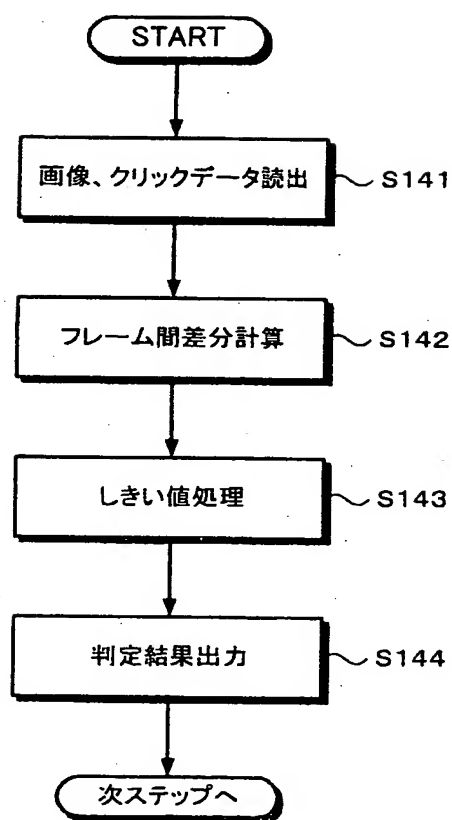 START
画像、クリックデータ読出
S141
フレーム間差分計算
S142
しきい値処理
S143
判定結果出力
S144
次ステップへ